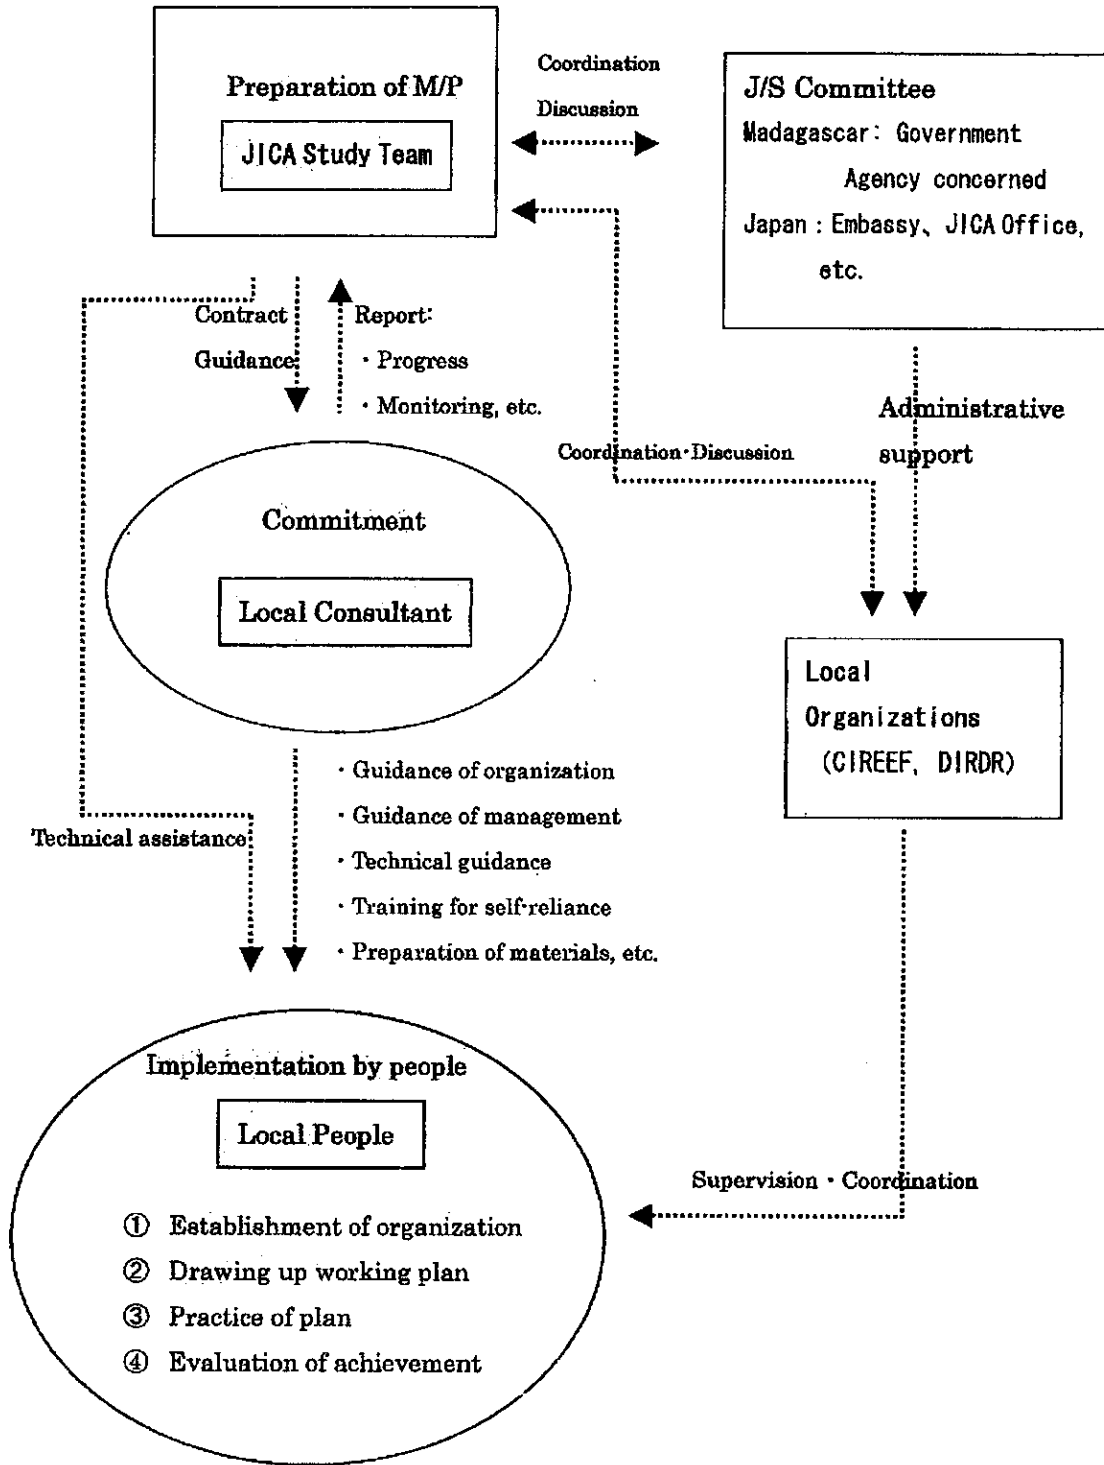 Preparation of M/P
JICA Study Team
Coordination
Discussion
J/S Committee
Madagascar: Government
Agency concerned
Japan : Embassy、JICA Office,
etc.
Contract
Guidance
Report:
・Progress
・Monitoring, etc.
Administrative
support
Coordination・Discussion
Commitment
Local Consultant
Local
Organizations
(CIREEF, DIRDR)
・Guidance of organization
・Guidance of management
・Technical guidance
・Training for self-reliance
・Preparation of materials, etc.
Technical assistance
Implementation by people
Local People
① Establishment of organization
② Drawing up working plan
③ Practice of plan
④ Evaluation of achievement
Supervision・Coordination